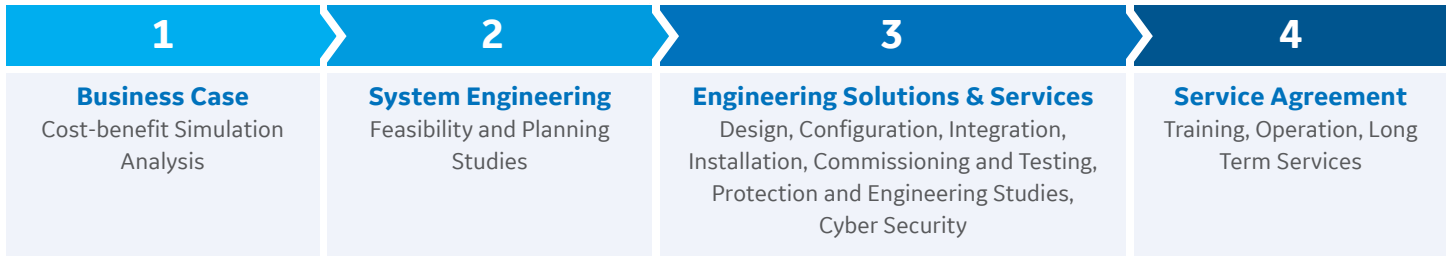 1
Business Case
Cost-benefit Simulation
Analysis
2
System Engineering
Feasibility and Planning
Studies
3
Engineering Solutions & Services
Design, Configuration, Integration,
Installation, Commissioning and Testing,
Protection and Engineering Studies,
Cyber Security
4
Service Agreement
Training, Operation, Long
Term Services